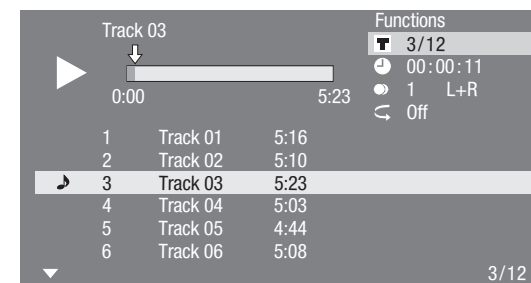 Track 03
0:00 5:23
Functions
T 3/12
00:00:11
1 L+R
Off
1 Track 01 5:16
2 Track 02 5:10
3 Track 03 5:23
4 Track 04 5:03
5 Track 05 4:44
6 Track 06 5:08
3/12